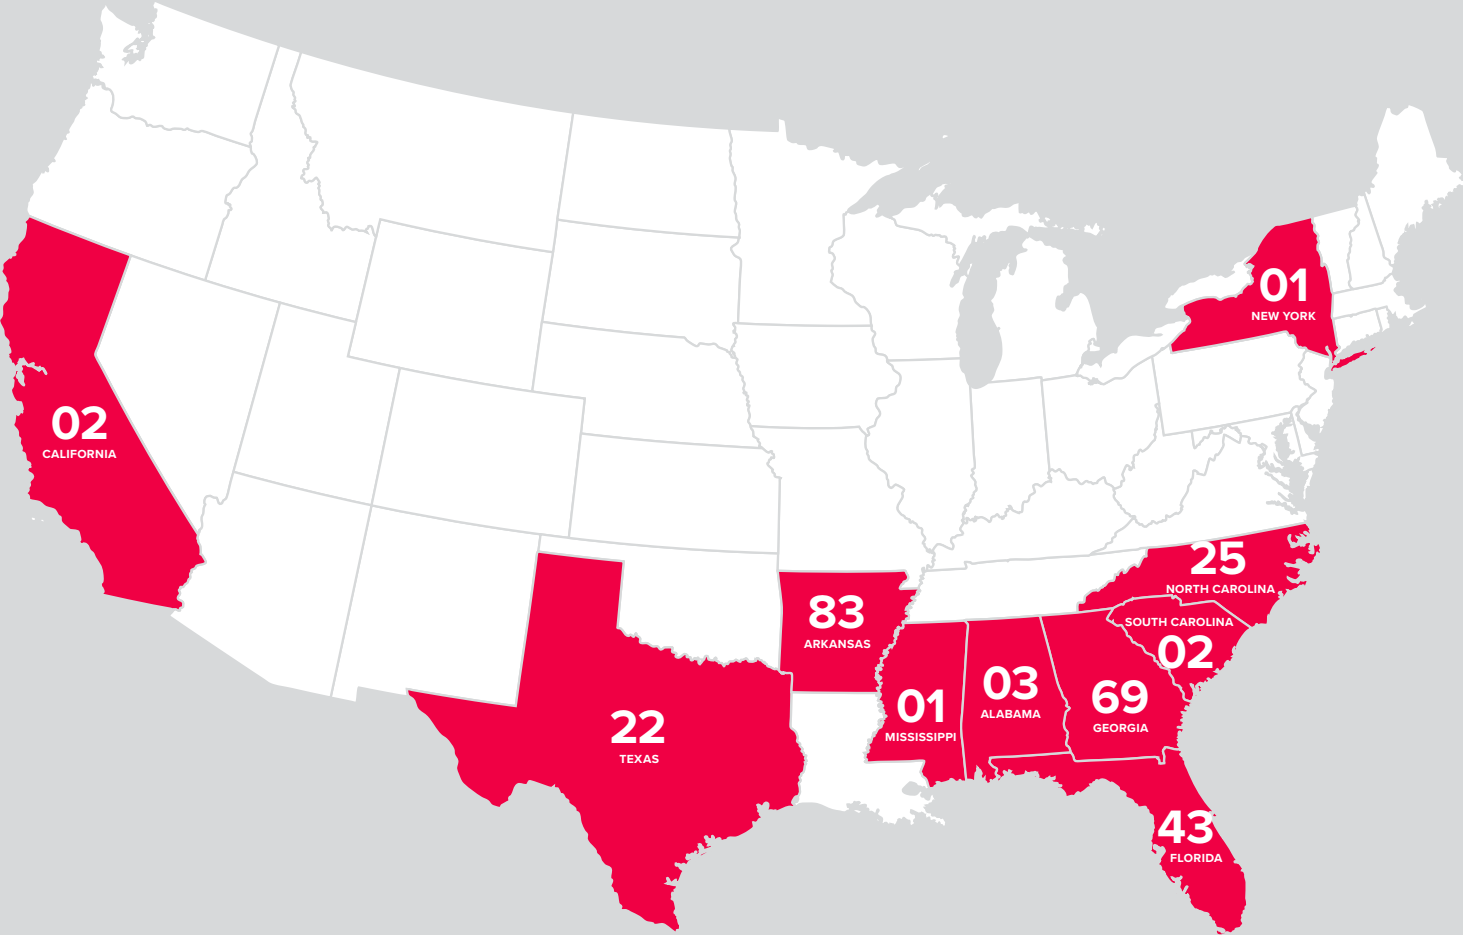 01
NEW YORK
02
CALIFORNIA
25
NORTH CAROLINA
83
ARKANSAS
SOUTH CAROLINA
02
03
ALABAMA
69
GEORGIA
01
MISSISSIPPI
22
TEXAS
43
FLORIDA